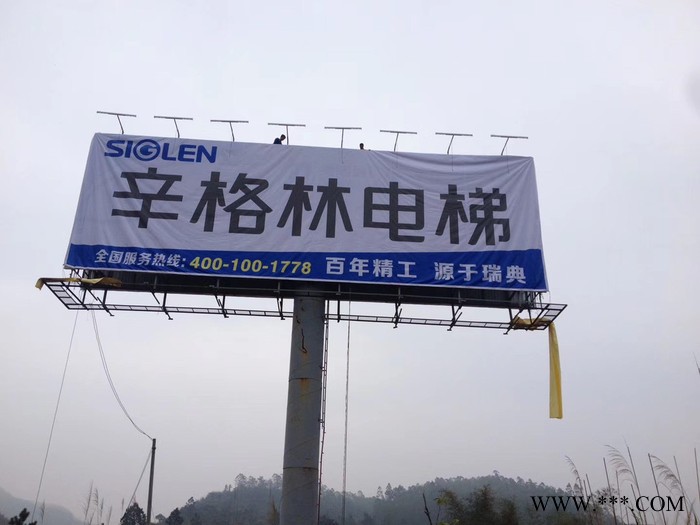 SIGLEN
辛格林电梯
全国服务热线:400-100-1778 百年精工 源于瑞典
WWW.***.COM